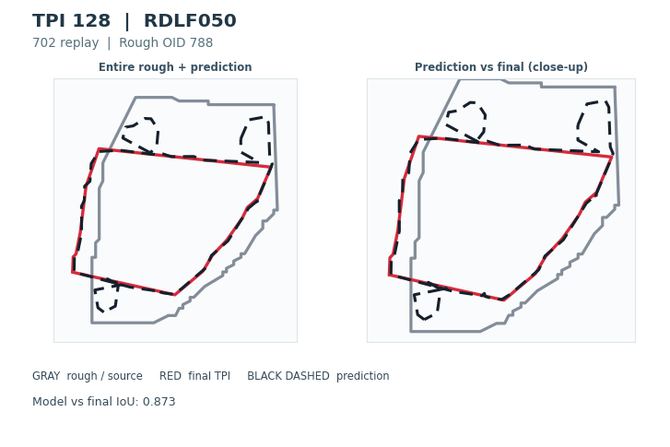 TPI 128 | RDLF050
702 replay | Rough OID 788
Entire rough + prediction
Prediction vs final (close-up)
GRAY rough / source RED final TPI BLACK DASHED prediction
Model vs final IoU: 0.873